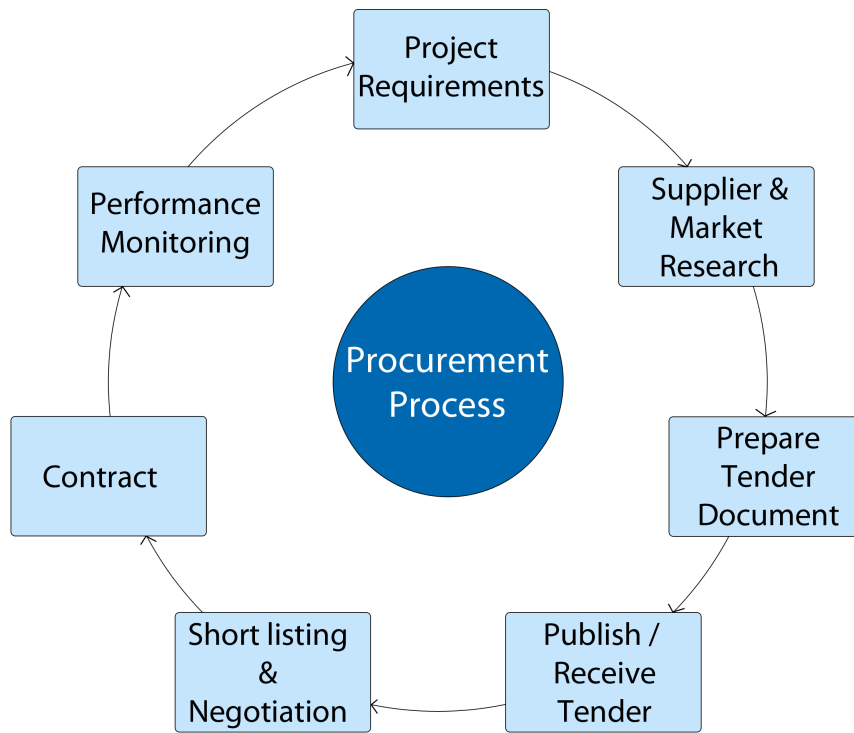 Project
Requirements
Supplier &
Market
Research
Prepare
Tender
Document
Publish /
Receive
Tender
Short listing
&
Negotiation
Contract
Performance
Monitoring
Procurement
Process